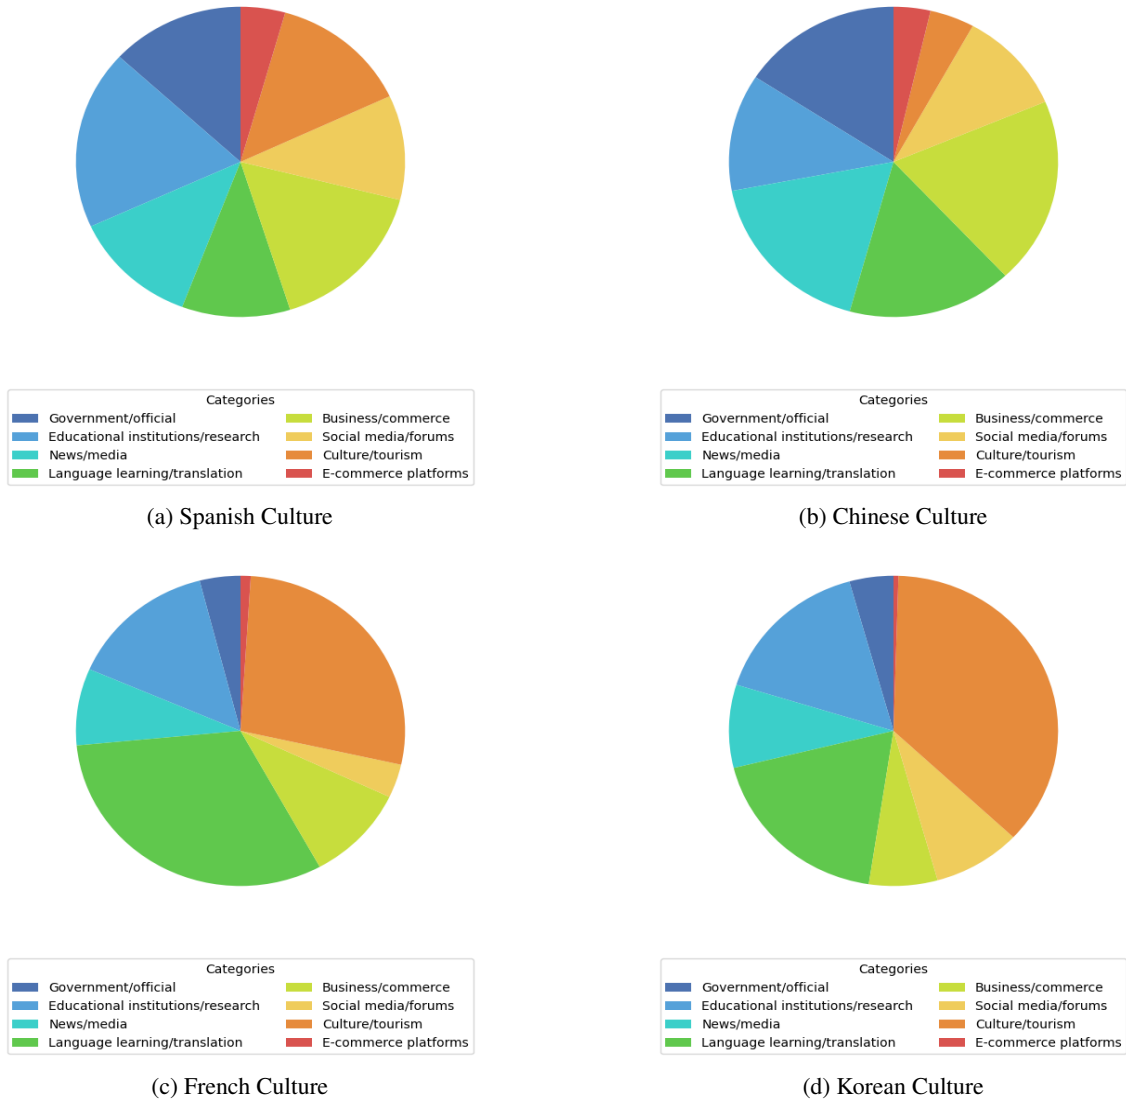 Categories
Government/official
Educational institutions/research
News/media
Language learning/translation
Business/commerce
Social media/forums
Culture/tourism
E-commerce platforms
(a) Spanish Culture
Categories
Government/official
Educational institutions/research
News/media
Language learning/translation
Business/commerce
Social media/forums
Culture/tourism
E-commerce platforms
(b) Chinese Culture
Categories
Government/official
Educational institutions/research
News/media
Language learning/translation
Business/commerce
Social media/forums
Culture/tourism
E-commerce platforms
(c) French Culture
Categories
Government/official
Educational institutions/research
News/media
Language learning/translation
Business/commerce
Social media/forums
Culture/tourism
E-commerce platforms
(d) Korean Culture